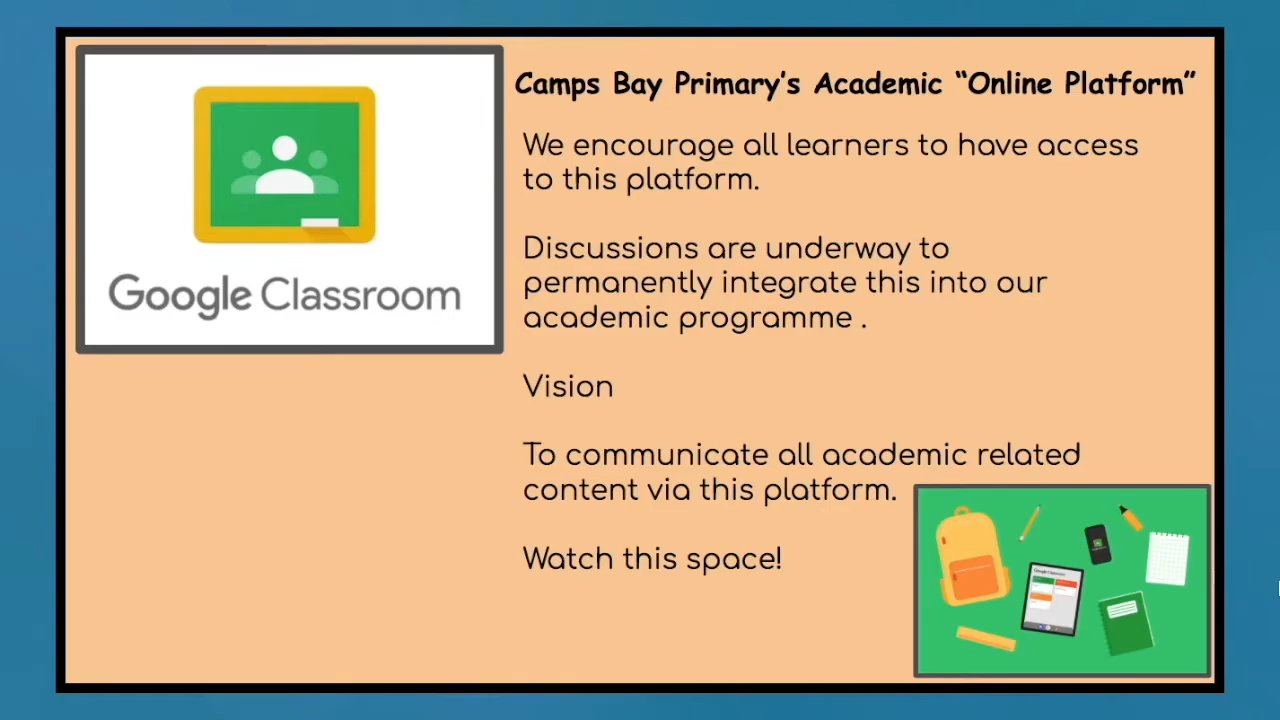 Google Classroom
Camps Bay Primary's Academic “Online Platform”
We encourage all learners to have access
to this platform.
Discussions are underway to
permanently integrate this into our
academic programme .
Vision
To communicate all academic related
content via this platform.
Watch this space!
Google Classroom